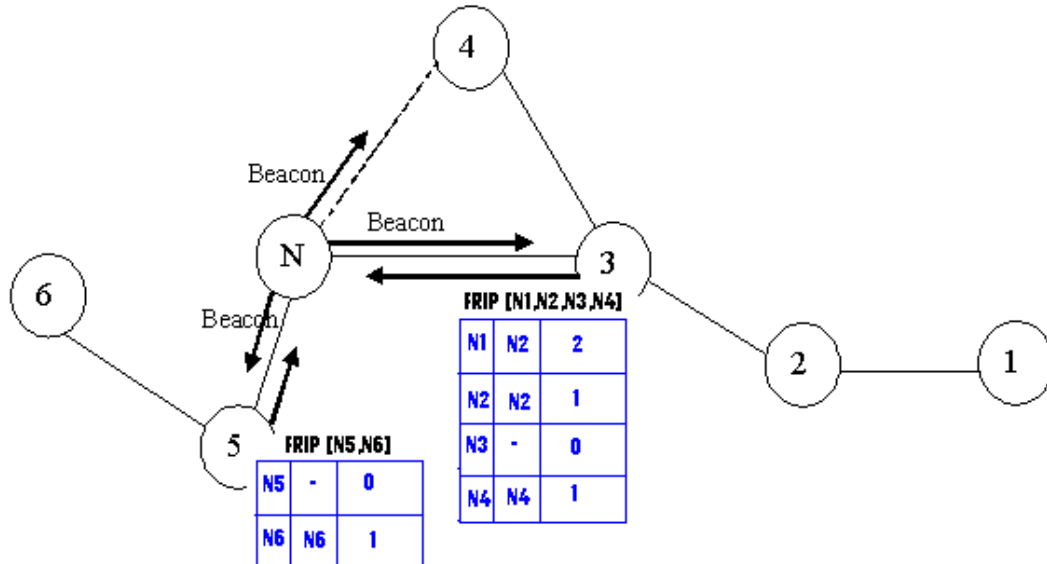 4
Beacon
Beacon
N
3
6
Beacon
FRIP [N1,N2,N3,N4]
N1 N2 2
N2 N2 1
N3 - 0
N4 N4 1
2
1
5
FRIP [N5,N6]
N5 - 0
N6 N6 1